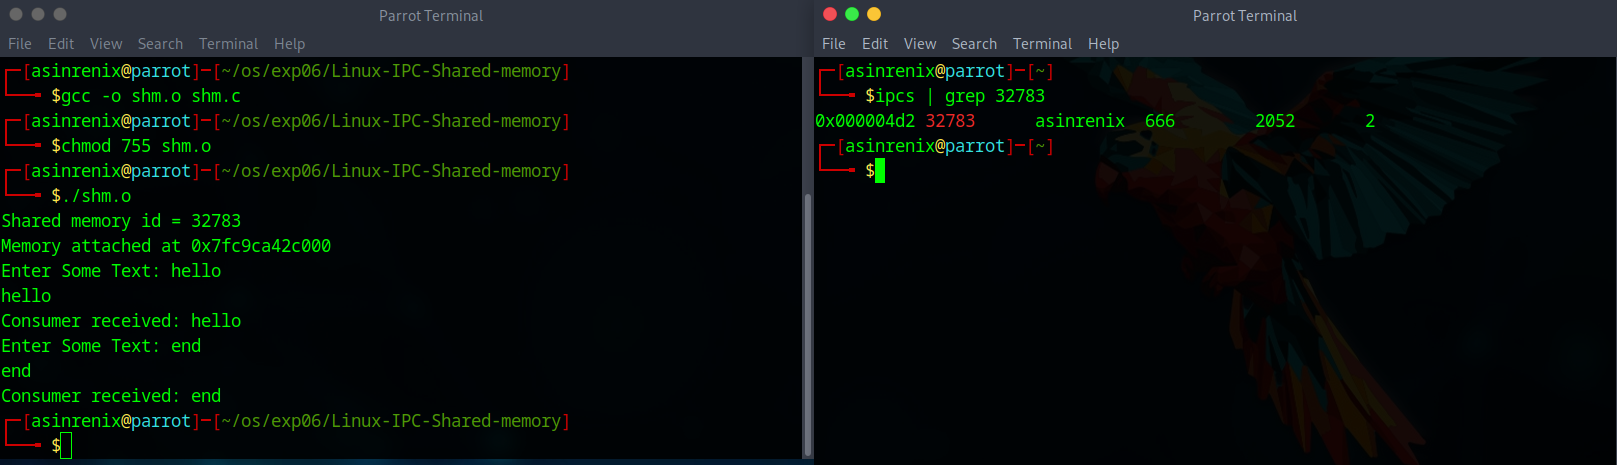 Parrot Terminal
File Edit View Search Terminal Help
┌─[asinrenix@parrot]─[~/os/exp06/Linux-IPC-Shared-memory]
└──╼ $gcc -o shm.o shm.c
┌─[asinrenix@parrot]─[~/os/exp06/Linux-IPC-Shared-memory]
└──╼ $chmod 755 shm.o
┌─[asinrenix@parrot]─[~/os/exp06/Linux-IPC-Shared-memory]
└──╼ $./shm.o
Shared memory id = 32783
Memory attached at 0x7fc9ca42c000
Enter Some Text: hello
hello
Consumer received: hello
Enter Some Text: end
end
Consumer received: end
┌─[asinrenix@parrot]─[~/os/exp06/Linux-IPC-Shared-memory]
└──╼ $
Parrot Terminal
File Edit View Search Terminal Help
┌─[asinrenix@parrot]─[~]
└──╼ $ipcs | grep 32783
0x000004d2 32783      asinrenix  666        2052       2
┌─[asinrenix@parrot]─[~]
└──╼ $